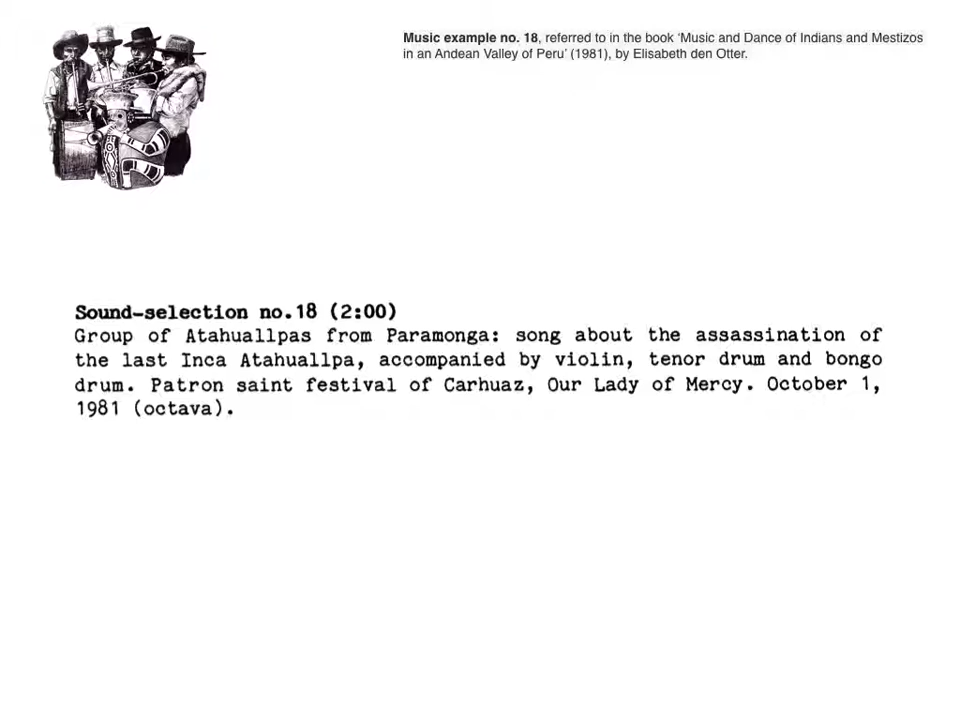 Music example no. 18, referred to in the book ‘Music and Dance of Indians and Mestizos
in an Andean Valley of Peru’ (1981), by Elisabeth den Otter.
Sound-selection no.18 (2:00)
Group of Atahuallpas from Paramonga: song about the assassination of
the last Inca Atahuallpa, accompanied by violin, tenor drum and bongo
drum. Patron saint festival of Carhuaz, Our Lady of Mercy. October 1,
1981 (octava).